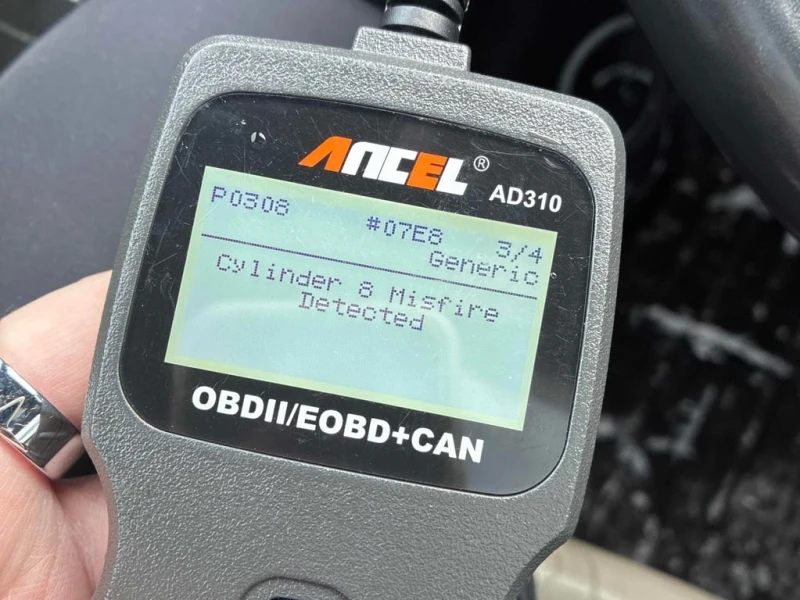 ANCEL®
AD310
P0308 #07E8 3/4
Generic
Cylinder 8 Misfire
Detected
OBDII/EOBD+CAN